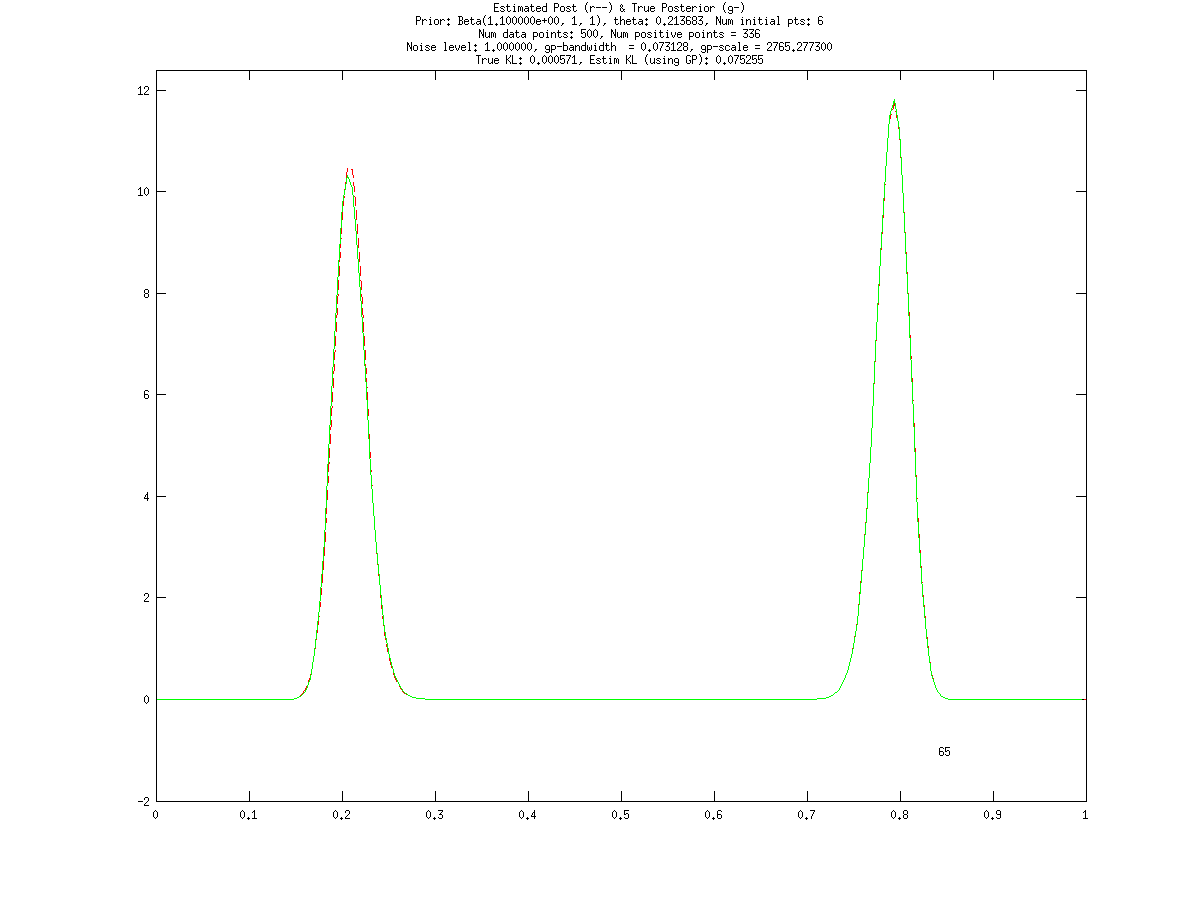 Estimated Post (r--) & True Posterior (g-)
Prior: Beta(1.100000e+00, 1, 1), theta: 0.213683, Num initial pts: 6
Num data points: 500, Num positive points = 336
Noise level: 1.000000, gp-bandwidth  = 0.073128, gp-scale = 2765.277300
True KL: 0.000571, Estim KL (using GP): 0.075255
12
10
8
6
4
2
0
65
-2
0 0.1 0.2 0.3 0.4 0.5 0.6 0.7 0.8 0.9 1